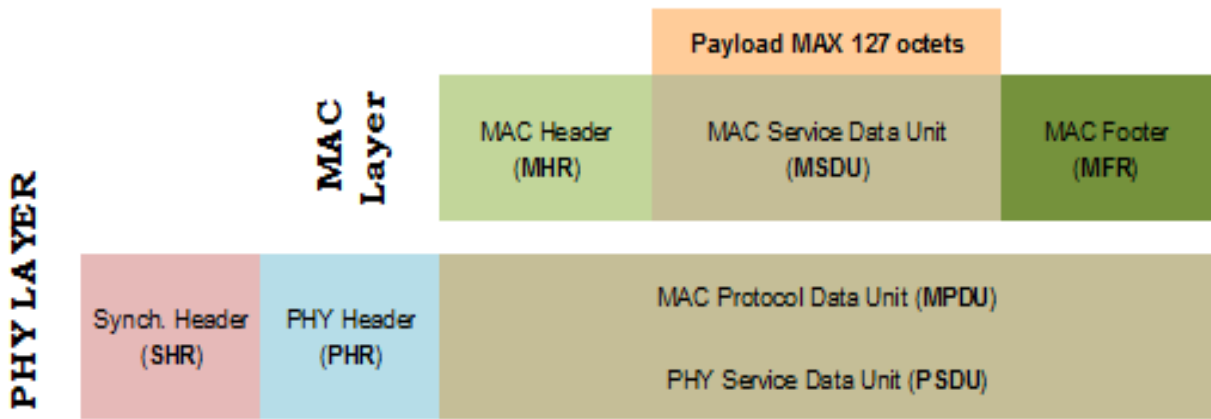 Payload MAX 127 octets
MAC
Layer
MAC Header
(MHR)
MAC Service Data Unit
(MSDU)
MAC Footer
(MFR)
PHY LAYER
Synch. Header
(SHR)
PHY Header
(PHR)
MAC Protocol Data Unit (MPDU)
PHY Service Data Unit (PSDU)